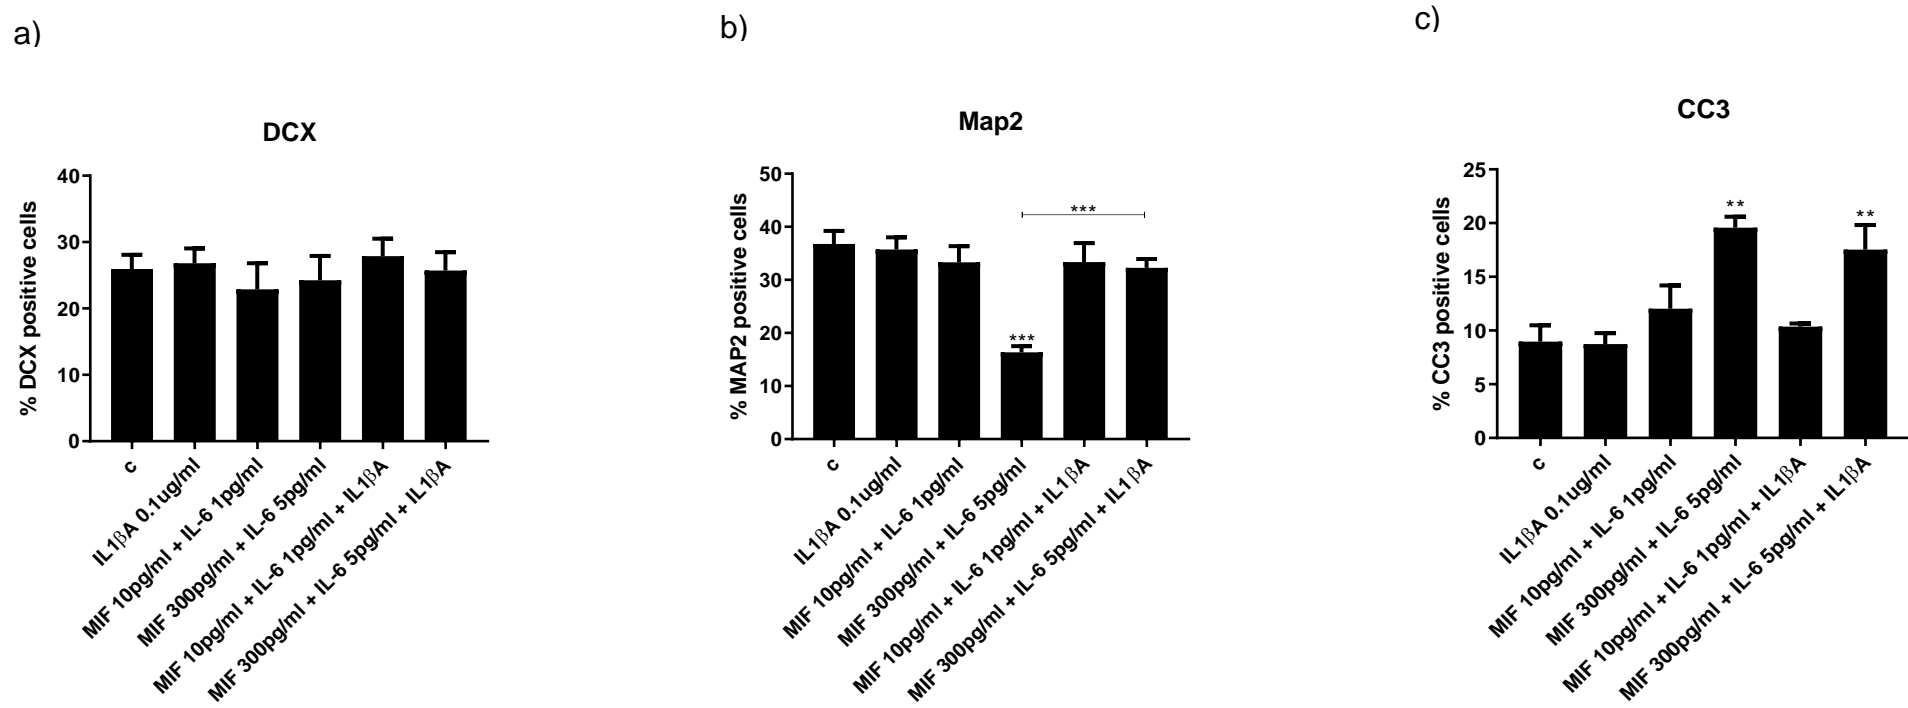 a)
DCX
% DCX positive cells
40
30
20
10
0
c
IL1βA 0.1ug/ml
MIF 10pg/ml + IL-6 1pg/ml
MIF 300pg/ml + IL-6 5pg/ml
MIF 10pg/ml + IL-6 1pg/ml + IL1βA
MIF 300pg/ml + IL-6 5pg/ml + IL1βA
b)
Map2
% MAP2 positive cells
50
40
30
20
10
0
***
***
c
IL1βA 0.1ug/ml
MIF 10pg/ml + IL-6 1pg/ml
MIF 300pg/ml + IL-6 5pg/ml
MIF 10pg/ml + IL-6 1pg/ml + IL1βA
MIF 300pg/ml + IL-6 5pg/ml + IL1βA
c)
CC3
% CC3 positive cells
25
20
15
10
5
0
**
**
c
IL1βA 0.1ug/ml
MIF 10pg/ml + IL-6 1pg/ml
MIF 300pg/ml + IL-6 5pg/ml
MIF 10pg/ml + IL-6 1pg/ml + IL1βA
MIF 300pg/ml + IL-6 5pg/ml + IL1βA